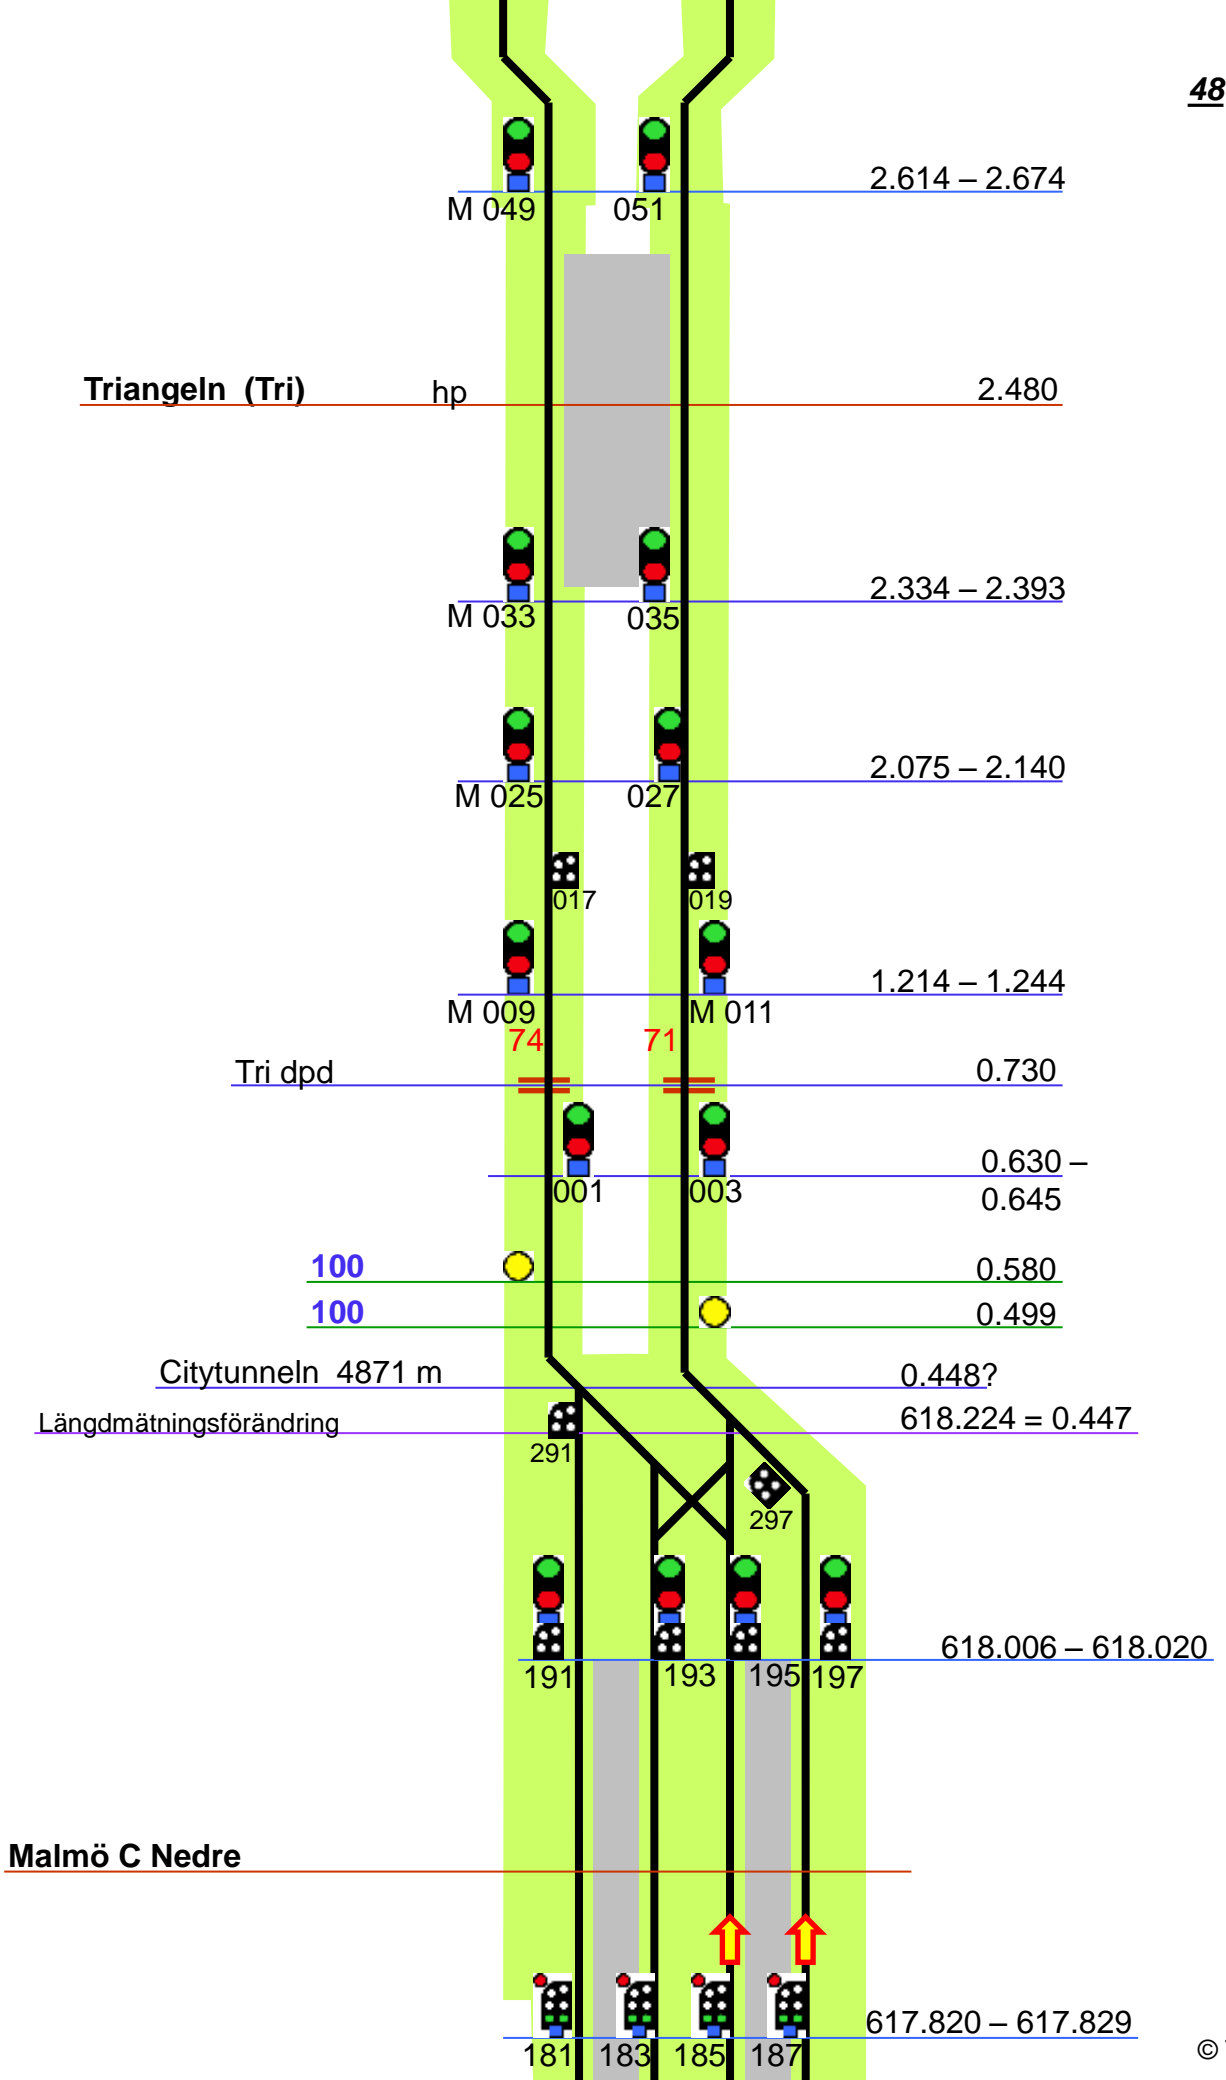 48
2.614 – 2.674
M 049 051
Triangeln (Tri) hp 2.480
2.334 – 2.393
M 033 035
2.075 – 2.140
M 025 027
017 019
1.214 – 1.244
M 009 M 011
74 71
Tri dpd 0.730
0.630 –
0.645
001 003
100 0.580
100 0.499
Citytunneln 4871 m 0.448?
Längdmätningsförändring 618.224 = 0.447
291
297
618.006 – 618.020
191 193 195 197
Malmö C Nedre
617.820 – 617.829
181 183 185 187
©